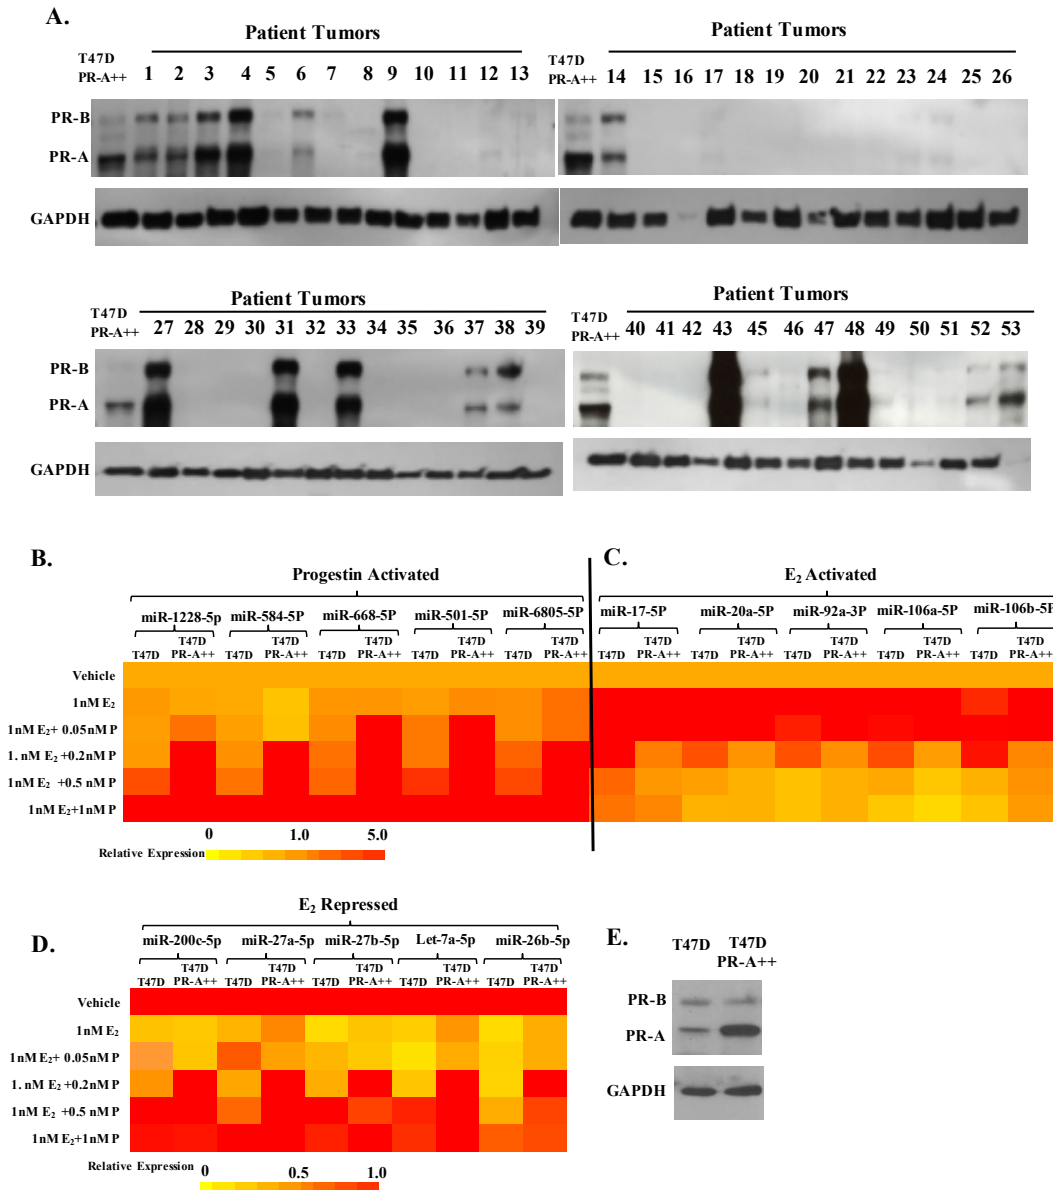 A.
Patient Tumors
T47D
PR-A++
1 2 3 4 5 6 7 8 9 10 11 12 13
PR-B
PR-A
GAPDH
Patient Tumors
T47D
PR-A++
14 15 16 17 18 19 20 21 22 23 24 25 26
Patient Tumors
T47D
PR-A++
27 28 29 30 31 32 33 34 35 36 37 38 39
PR-B
PR-A
GAPDH
Patient Tumors
T47D
PR-A++
40 41 42 43 45 46 47 48 49 50 51 52 53
B.
Progestin Activated
miR-1228-5p miR-584-5P miR-668-5P miR-501-5P miR-6805-5P
T47D T47D PR-A++ T47D T47D PR-A++ T47D T47D PR-A++ T47D T47D PR-A++ T47D T47D PR-A++
C.
E2 Activated
miR-17-5P miR-20a-5P miR-92a-3P miR-106a-5P miR-106b-5P
T47D T47D PR-A++ T47D T47D PR-A++ T47D T47D PR-A++ T47D T47D PR-A++ T47D T47D PR-A++
Vehicle
1nM E2
1nM E2+ 0.05nM P
1. nM E2 +0.2nM P
1nM E2 +0.5 nM P
1nM E2+1nM P
0 1.0 5.0
Relative Expression
D.
E2 Repressed
miR-200c-5p miR-27a-5p miR-27b-5p Let-7a-5p miR-26b-5p
T47D T47D PR-A++ T47D T47D PR-A++ T47D T47D PR-A++ T47D T47D PR-A++ T47D T47D PR-A++
Vehicle
1nM E2
1nM E2+ 0.05nM P
1. nM E2 +0.2nM P
1nM E2 +0.5 nM P
1nM E2+1nM P
Relative Expression 0 0.5 1.0
E.
T47D T47D PR-A++
PR-B
PR-A
GAPDH